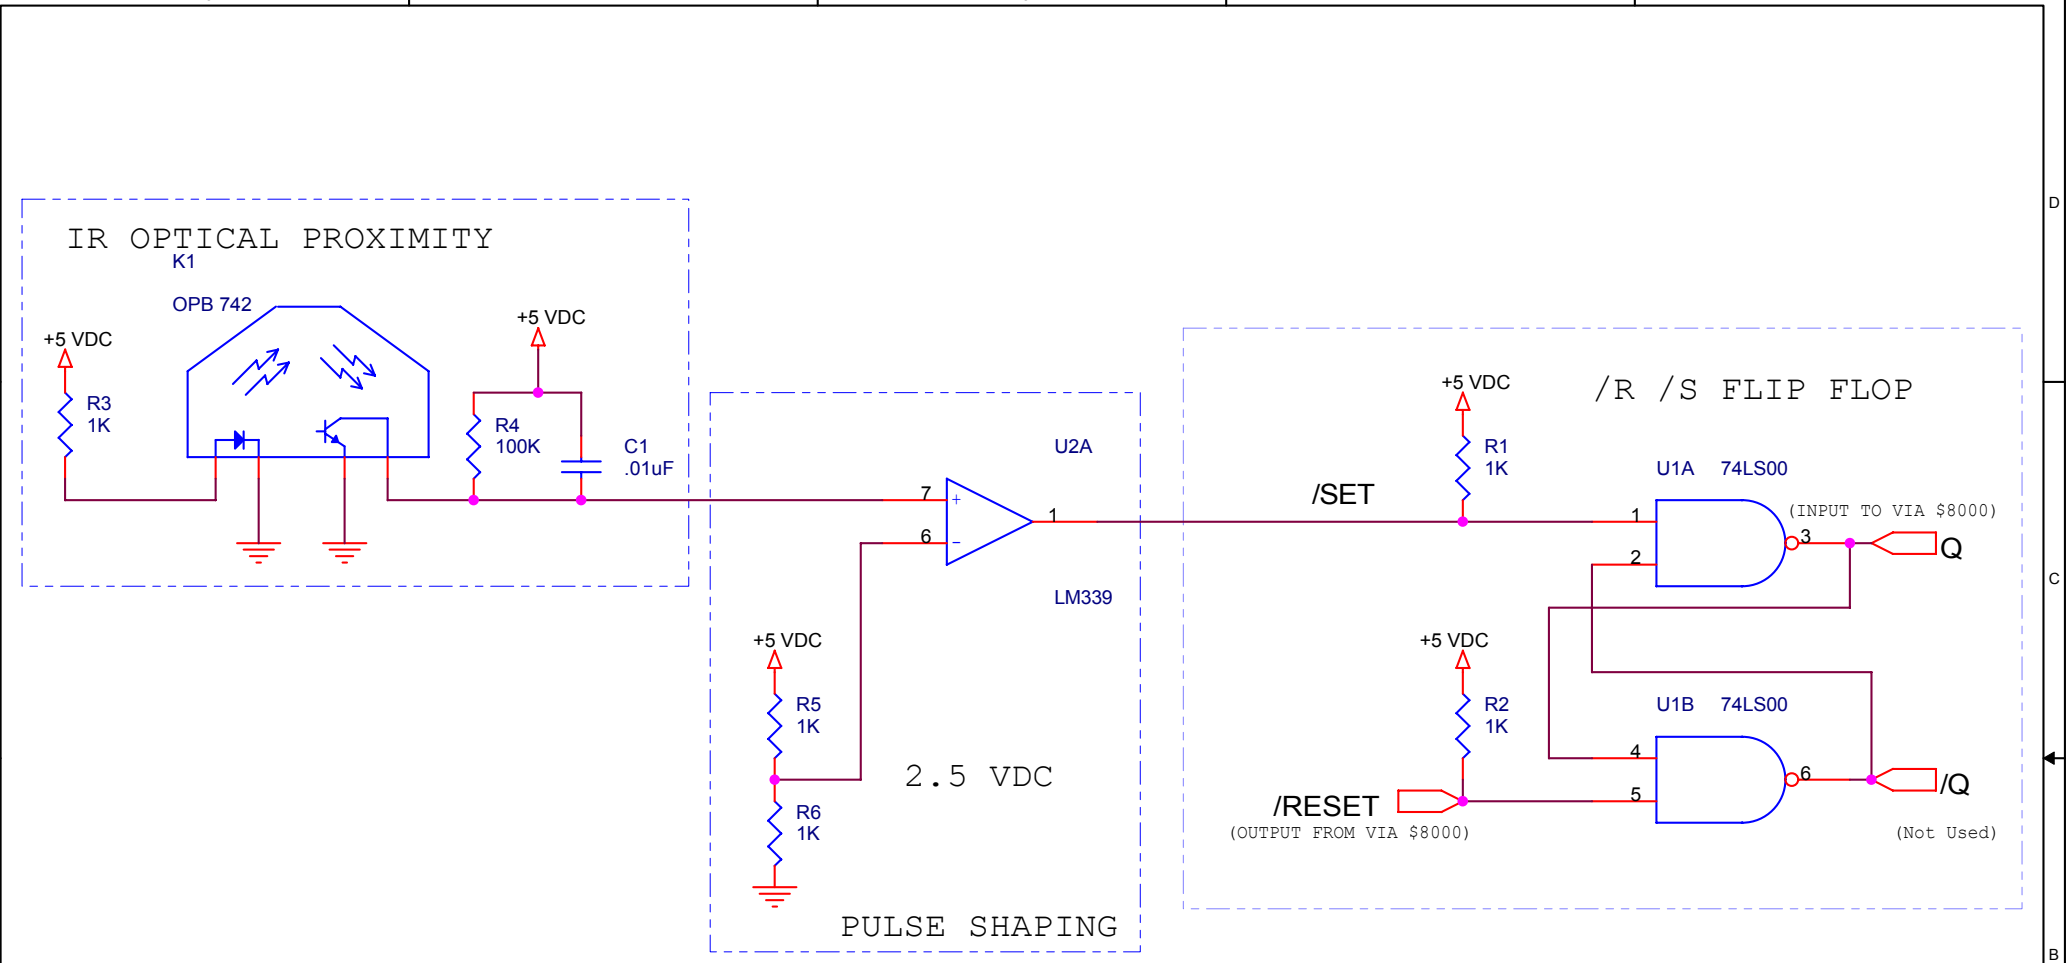 D
IR OPTICAL PROXIMITY
K1
OPB 742
+5 VDC
+5 VDC
R3
1K
R4
100K
C1
.01uF
+5 VDC
/R /S FLIP FLOP
U2A
R1
1K
U1A 74LS00
/SET
7
+
1
1
(INPUT TO VIA $8000)
3
Q
6
-
2
C
LM339
+5 VDC
+5 VDC
R5
1K
R2
1K
U1B 74LS00
2.5 VDC
4
6
/Q
5
/RESET
(OUTPUT FROM VIA $8000)
(Not Used)
R6
1K
PULSE SHAPING
B